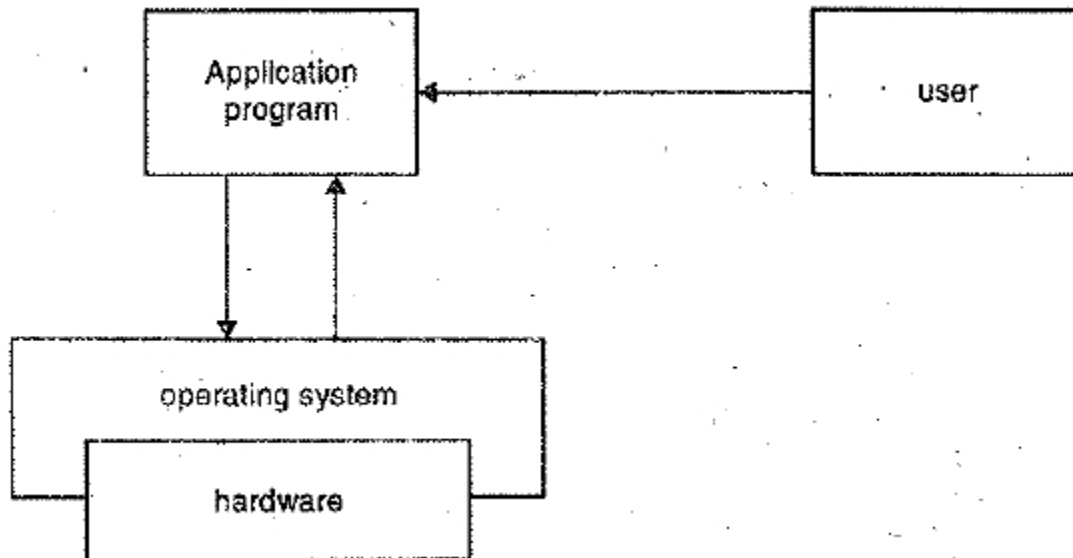 Application
program
user
operating system
hardware